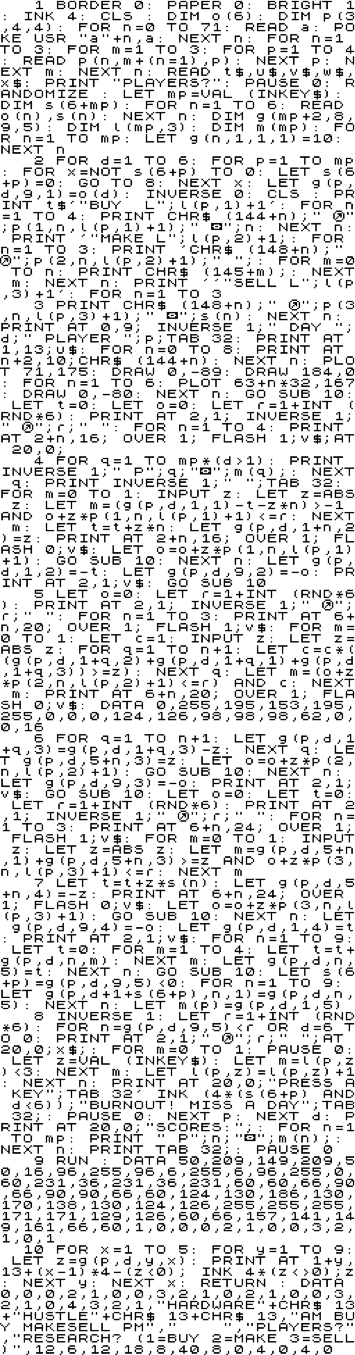 1 BORDER 0: PAPER 0: BRIGHT 1
: INK 4: CLS : DIM o(6): DIM p(3
,4,4): FOR n=0 TO 71: READ a: PO
KE USR "a"+n,a: NEXT n: FOR n=1
TO 3: FOR m=1 TO 3: FOR p=1 TO 4
: READ p(n,m+(n=1),p): NEXT p: N
EXT m: NEXT n: READ t$,u$,v$,w$,
x$: PRINT "PLAYERS?": PAUSE 0: R
ANDOMIZE : LET mp=VAL (INKEY$):
DIM s(6+mp): FOR n=1 TO 6: READ
o(n),s(n): NEXT n: DIM g(mp+2,8,
9,5): DIM l(mp,3): DIM m(mp): FO
R n=1 TO mp: LET g(n,1,1,1)=10:
NEXT n
   2 FOR d=1 TO 6: FOR p=1 TO mp
: FOR x=NOT s(6+p) TO 0: LET s(6
+p)=0: GO TO 8: NEXT x: LET g(p,
d,9,1)=o(d): INVERSE 0: CLS : PR
INT t$'"BUY  L";l(p,1)+1': FOR n
=1 TO 4: PRINT CHR$ (144+n);"
";p(1,n,l(p,1)+1);" ";n: NEXT n:
PRINT '"MAKE L";l(p,2)+1: FOR
n=1 TO 3: PRINT CHR$ (145+n);"
";p(2,n,l(p,2)+1);" ";: FOR m=0
TO n: PRINT CHR$ (145+m);: NEXT
m: NEXT n: PRINT '"SELL L";l(p
,3)+1': FOR n=1 TO 3
   3 PRINT CHR$ (148+n);" ";p(3
,n,l(p,3)+1);" ";s(n): NEXT n:
PRINT AT 0,9; INVERSE 1;" DAY ";
d;" PLAYER ";p;TAB 32: PRINT AT
1,13;u$: FOR n=0 TO 8: PRINT AT
n+2,10;CHR$ (144+n): NEXT n: PLO
T 71,175: DRAW 0,-89: DRAW 184,0
: FOR n=1 TO 6: PLOT 63+n*32,167
: DRAW 0,-80: NEXT n: GO SUB 10:
LET t=0: LET o=0: LET r=1+INT (
RND*6): PRINT AT 2,1; INVERSE 1;
" ";r;" ": FOR n=1 TO 4: PRINT
AT 2+n,16; OVER 1; FLASH 1;v$;AT
20,0;
   4 FOR q=1 TO mp*(d>1): PRINT
INVERSE 1;" P";q;" ";m(q);: NEXT
q: PRINT INVERSE 1;" ";TAB 32:
FOR m=0 TO 1: INPUT z: LET z=ABS
z: LET m=(g(p,d,1,1)-t-z*n)>-1
AND o+z*p(1,n,l(p,1)+1)<=r: NEXT
m: LET t=t+z*n: LET g(p,d,1+n,2
)=z: PRINT AT 2+n,16; OVER 1; FL
ASH 0;v$: LET o=o+z*p(1,n,l(p,1)
+1): GO SUB 10: NEXT n: LET g(p,
d,1,2)=-t: LET g(p,d,9,2)=-o: PR
INT AT 2,1;v$: GO SUB 10
   5 LET o=0: LET r=1+INT (RND*6
): PRINT AT 2,1; INVERSE 1;" ";
r;" ": FOR n=1 TO 3: PRINT AT 6+
n,20; OVER 1; FLASH 1;v$: FOR m=
0 TO 1: LET c=1: INPUT z: LET z=
ABS z: FOR q=1 TO n+1: LET c=c*(
(g(p,d,1+q,2)+g(p,d,1+q,1)+g(p,d
,1+q,3))>=z): NEXT q: LET m=(o+z
*p(2,n,l(p,2)+1)<=r) AND c: NEXT
m: PRINT AT 6+n,20; OVER 1; FLA
SH 0;v$: DATA 0,255,195,153,195,
255,0,0,0,124,126,98,98,98,62,0,
0,16
   6 FOR q=1 TO n+1: LET g(p,d,1
+q,3)=g(p,d,1+q,3)-z: NEXT q: LE
T g(p,d,5+n,3)=z: LET o=o+z*p(2,
n,l(p,2)+1): GO SUB 10: NEXT n:
LET g(p,d,9,3)=-o: PRINT AT 2,1;
v$: GO SUB 10: LET o=0: LET t=0:
LET r=1+INT (RND*6): PRINT AT 2
,1; INVERSE 1;" ";r;" ": FOR n=
1 TO 3: PRINT AT 6+n,24; OVER 1;
FLASH 1;v$: FOR m=0 TO 1: INPUT
z: LET z=ABS z: LET m=g(p,d,5+n
,1)+g(p,d,5+n,3)>=z AND o+z*p(3,
n,l(p,3)+1)<=r: NEXT m
   7 LET t=t+z*s(n): LET g(p,d,5
+n,4)=-z: PRINT AT 6+n,24; OVER
1; FLASH 0;v$: LET o=o+z*p(3,n,l
(p,3)+1): GO SUB 10: NEXT n: LET
g(p,d,9,4)=-o: LET g(p,d,1,4)=t
: PRINT AT 2,1;v$: FOR n=1 TO 9:
LET t=0: FOR m=1 TO 4: LET t=t+
g(p,d,n,m): NEXT m: LET g(p,d,n,
5)=t: NEXT n: GO SUB 10: LET s(6
+p)=g(p,d,9,5)<0: FOR n=1 TO 9:
LET g(p,d+1+s(6+p),n,1)=g(p,d,n,
5): NEXT n: LET m(p)=g(p,d,1,5)
   8 INVERSE 1: LET r=1+INT (RND
*6): FOR n=g(p,d,9,5)<r OR d=6 T
O 0: PRINT AT 2,1;" ";r;" ";AT
20,0;x$;: FOR m=1 TO 0: PAUSE 0:
LET z=VAL (INKEY$): LET m=l(p,z
)<3: NEXT m: LET l(p,z)=l(p,z)+1
: NEXT n: PRINT AT 20,0;"PRESS A
KEY";TAB 32' INK (4*(s(6+p) AND
d<6));"BURNOUT! MISS A DAY";TAB
32;: PAUSE 0: NEXT p: NEXT d: P
RINT AT 20,0;"SCORES:";: FOR n=1
TO mp: PRINT " P";n;" ";m(n);:
NEXT n: PRINT TAB 32;: PAUSE 0
   9 RUN : DATA 50,209,149,209,5
0,16,96,255,96,6,255,6,96,255,0,
60,231,36,231,36,231,60,60,66,90
,66,90,90,66,60,124,130,186,130,
170,138,130,124,126,255,255,255,
171,171,129,126,60,66,157,141,14
9,161,66,60,1,0,0,0,2,1,0,0,3,2,
1,0,1
  10 FOR x=1 TO 5: FOR y=1 TO 9:
LET z=g(p,d,y,x): PRINT AT 1+y,
13+(x-1)*4-(z<0); INK 4*(z<>0);z
: NEXT y: NEXT x: RETURN : DATA
0,0,0,2,1,0,0,3,2,1,0,2,1,0,0,3,
2,1,0,4,3,2,1,"HARDWARE"+CHR$ 13
+"HUSTLE"+CHR$ 13+CHR$ 13,"AM BU
Y MAKESELL PM","   ","PLAYERS?"
,"RESEARCH? (1=BUY 2=MAKE 3=SELL
)",12,6,12,18,8,40,8,0,4,0,4,0